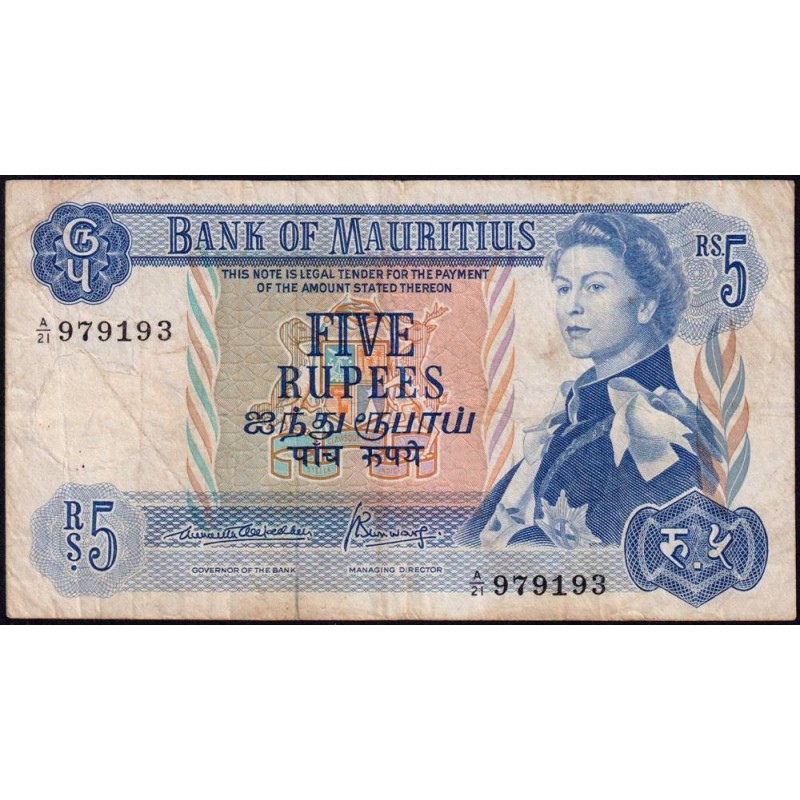 BANK OF MAURITIUS
RS.5
THIS NOTE IS LEGAL TENDER FOR THE PAYMENT
OF THE AMOUNT STATED THEREON
A/21 979193
FIVE
RUPEES
ஐந்து ரூபாய்
पाँच रूपये
Rs 5
GOVERNOR OF THE BANK
MANAGING DIRECTOR
A/21 979193
रु. ५